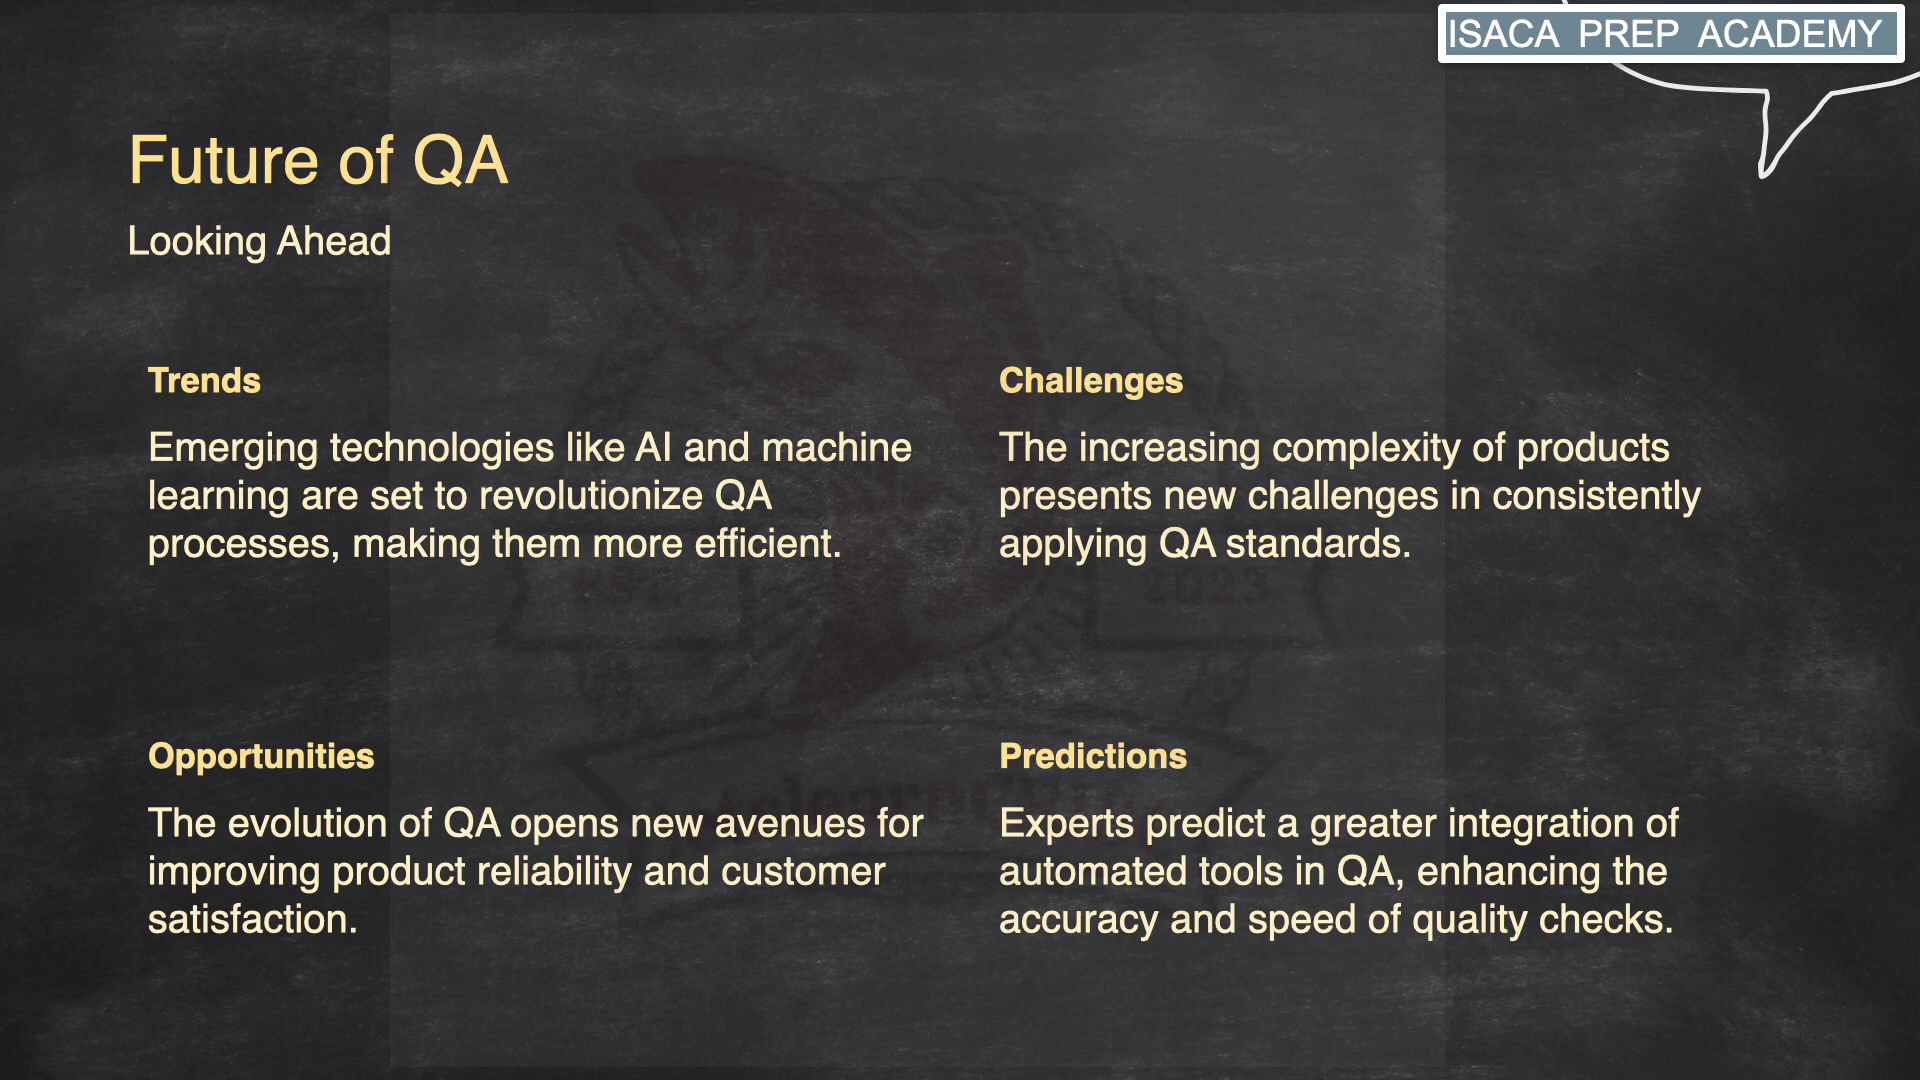 ISACA PREP ACADEMY
Future of QA
Looking Ahead
Trends
Emerging technologies like AI and machine
learning are set to revolutionize QA
processes, making them more efficient.
Challenges
The increasing complexity of products
presents new challenges in consistently
applying QA standards.
2023
Opportunities
The evolution of QA opens new avenues for
improving product reliability and customer
satisfaction.
Predictions
Experts predict a greater integration of
automated tools in QA, enhancing the
accuracy and speed of quality checks.